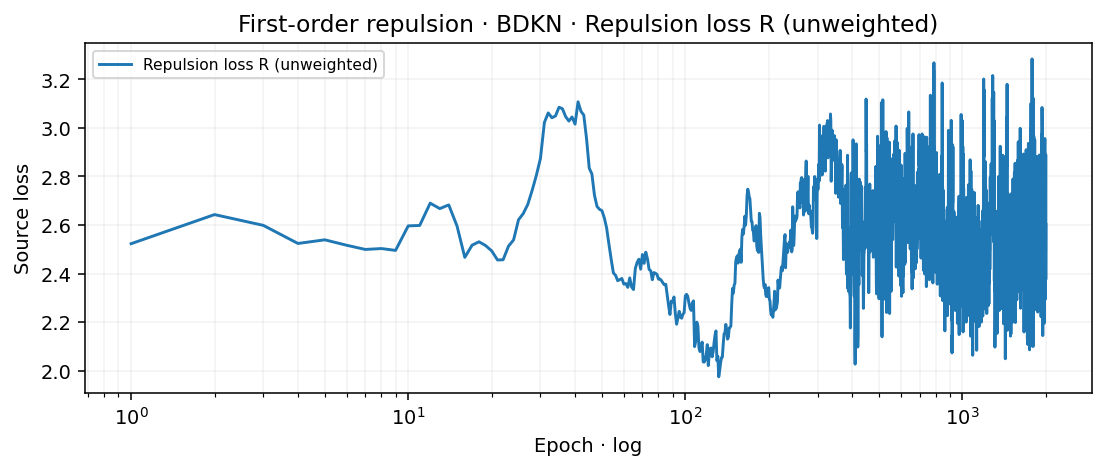 First-order repulsion · BDKN · Repulsion loss R (unweighted)
Repulsion loss R (unweighted)
Source loss
3.2
3.0
2.8
2.6
2.4
2.2
2.0
10⁰
10¹
10²
10³
Epoch · log